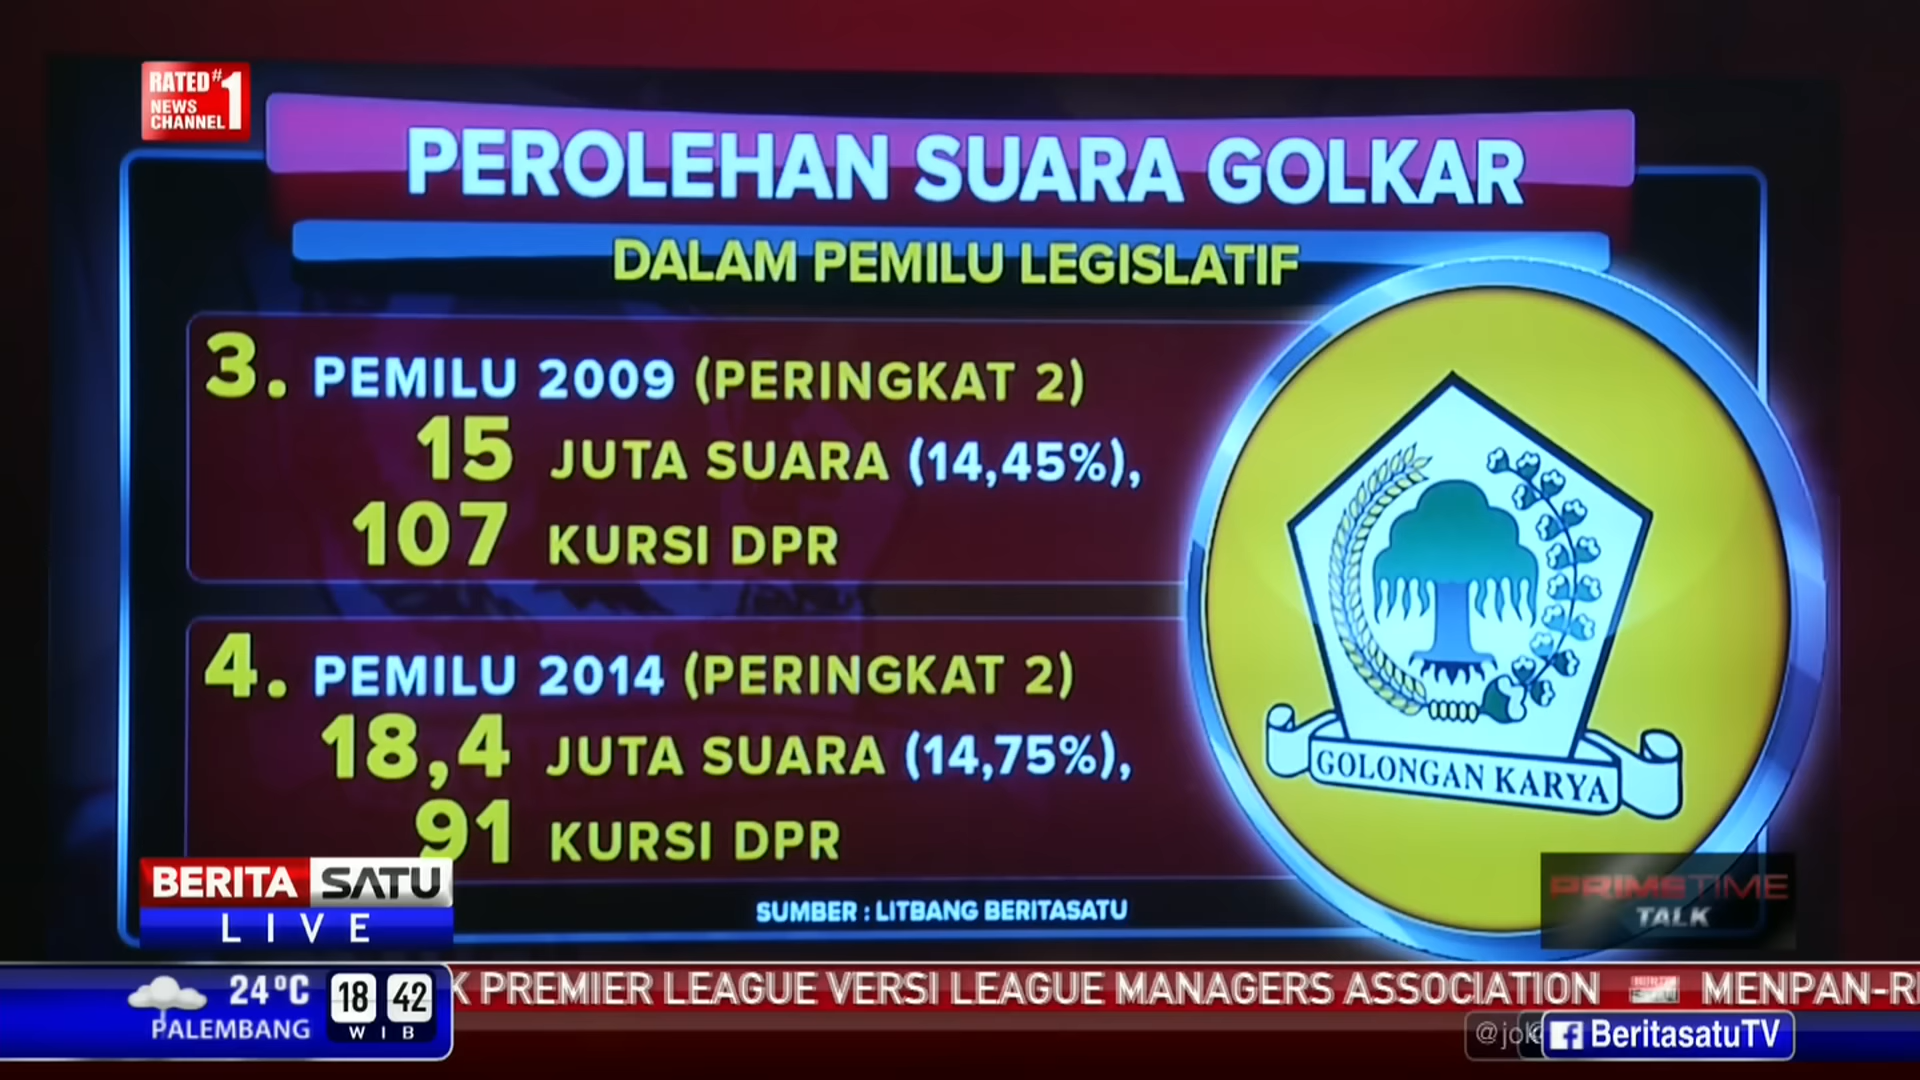 RATED #1
NEWS
CHANNEL
PEROLEHAN SUARA GOLKAR
DALAM PEMILU LEGISLATIF
3. PEMILU 2009 (PERINGKAT 2)
15 JUTA SUARA (14,45%),
107 KURSI DPR
4. PEMILU 2014 (PERINGKAT 2)
18,4 JUTA SUARA (14,75%),
91 KURSI DPR
GOLONGAN KARYA
SUMBER : LITBANG BERITASATU
BERITA SATU
LIVE
PRIMETIME
TALK
24°C
PALEMBANG
18 42
WIB
K PREMIER LEAGUE VERSI LEAGUE MANAGERS ASSOCIATION MENPAN-R
BeritasatuTV